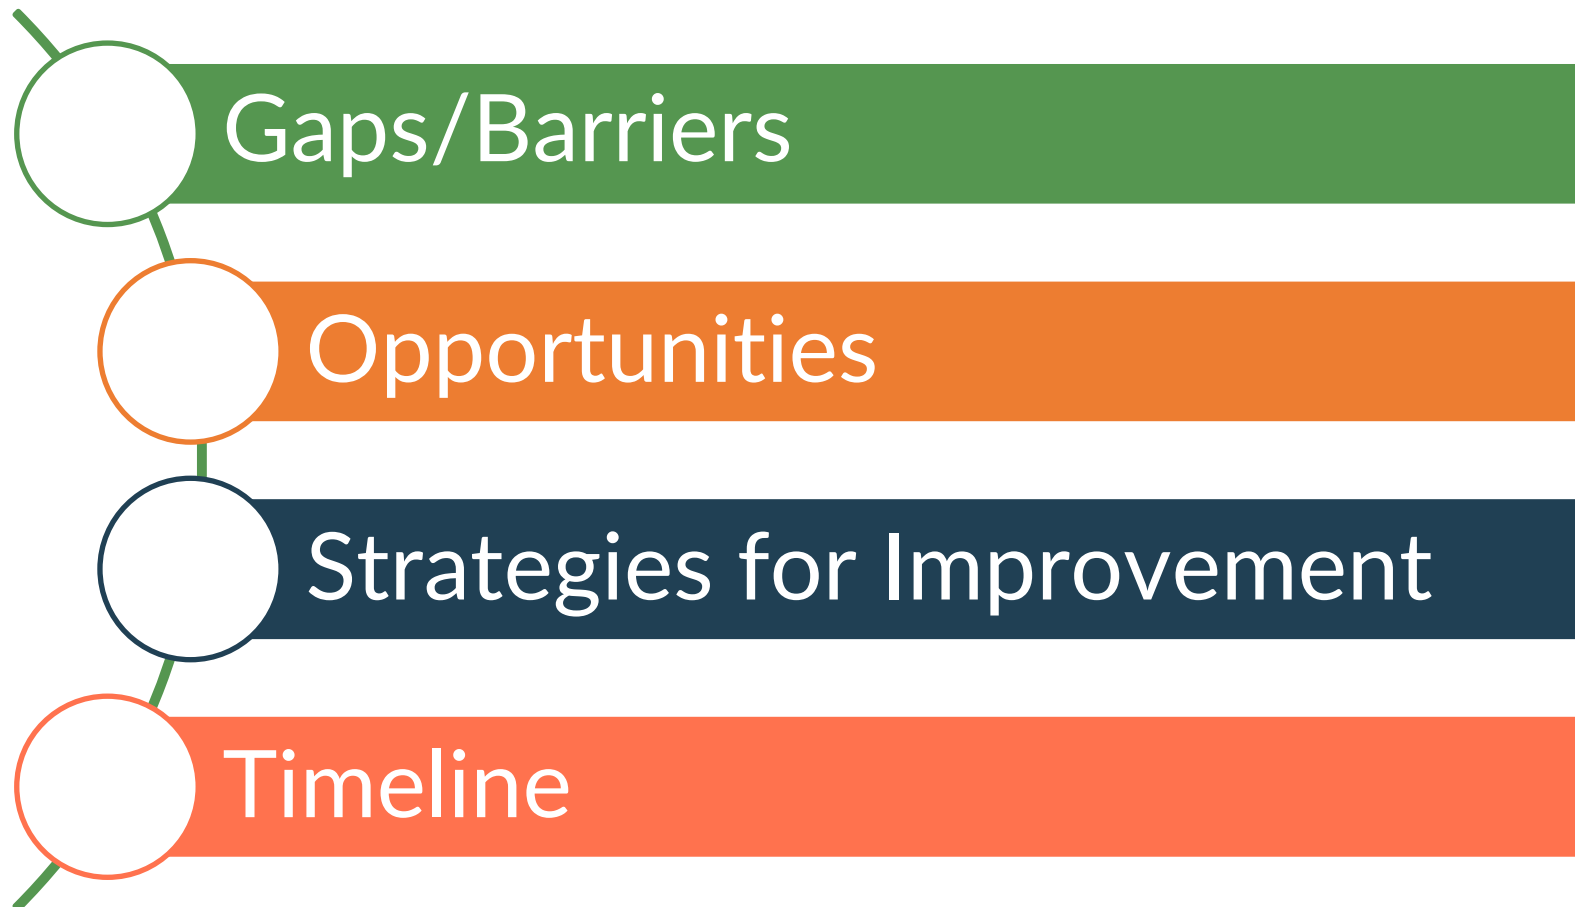 Gaps/Barriers
Opportunities
Strategies for Improvement
Timeline